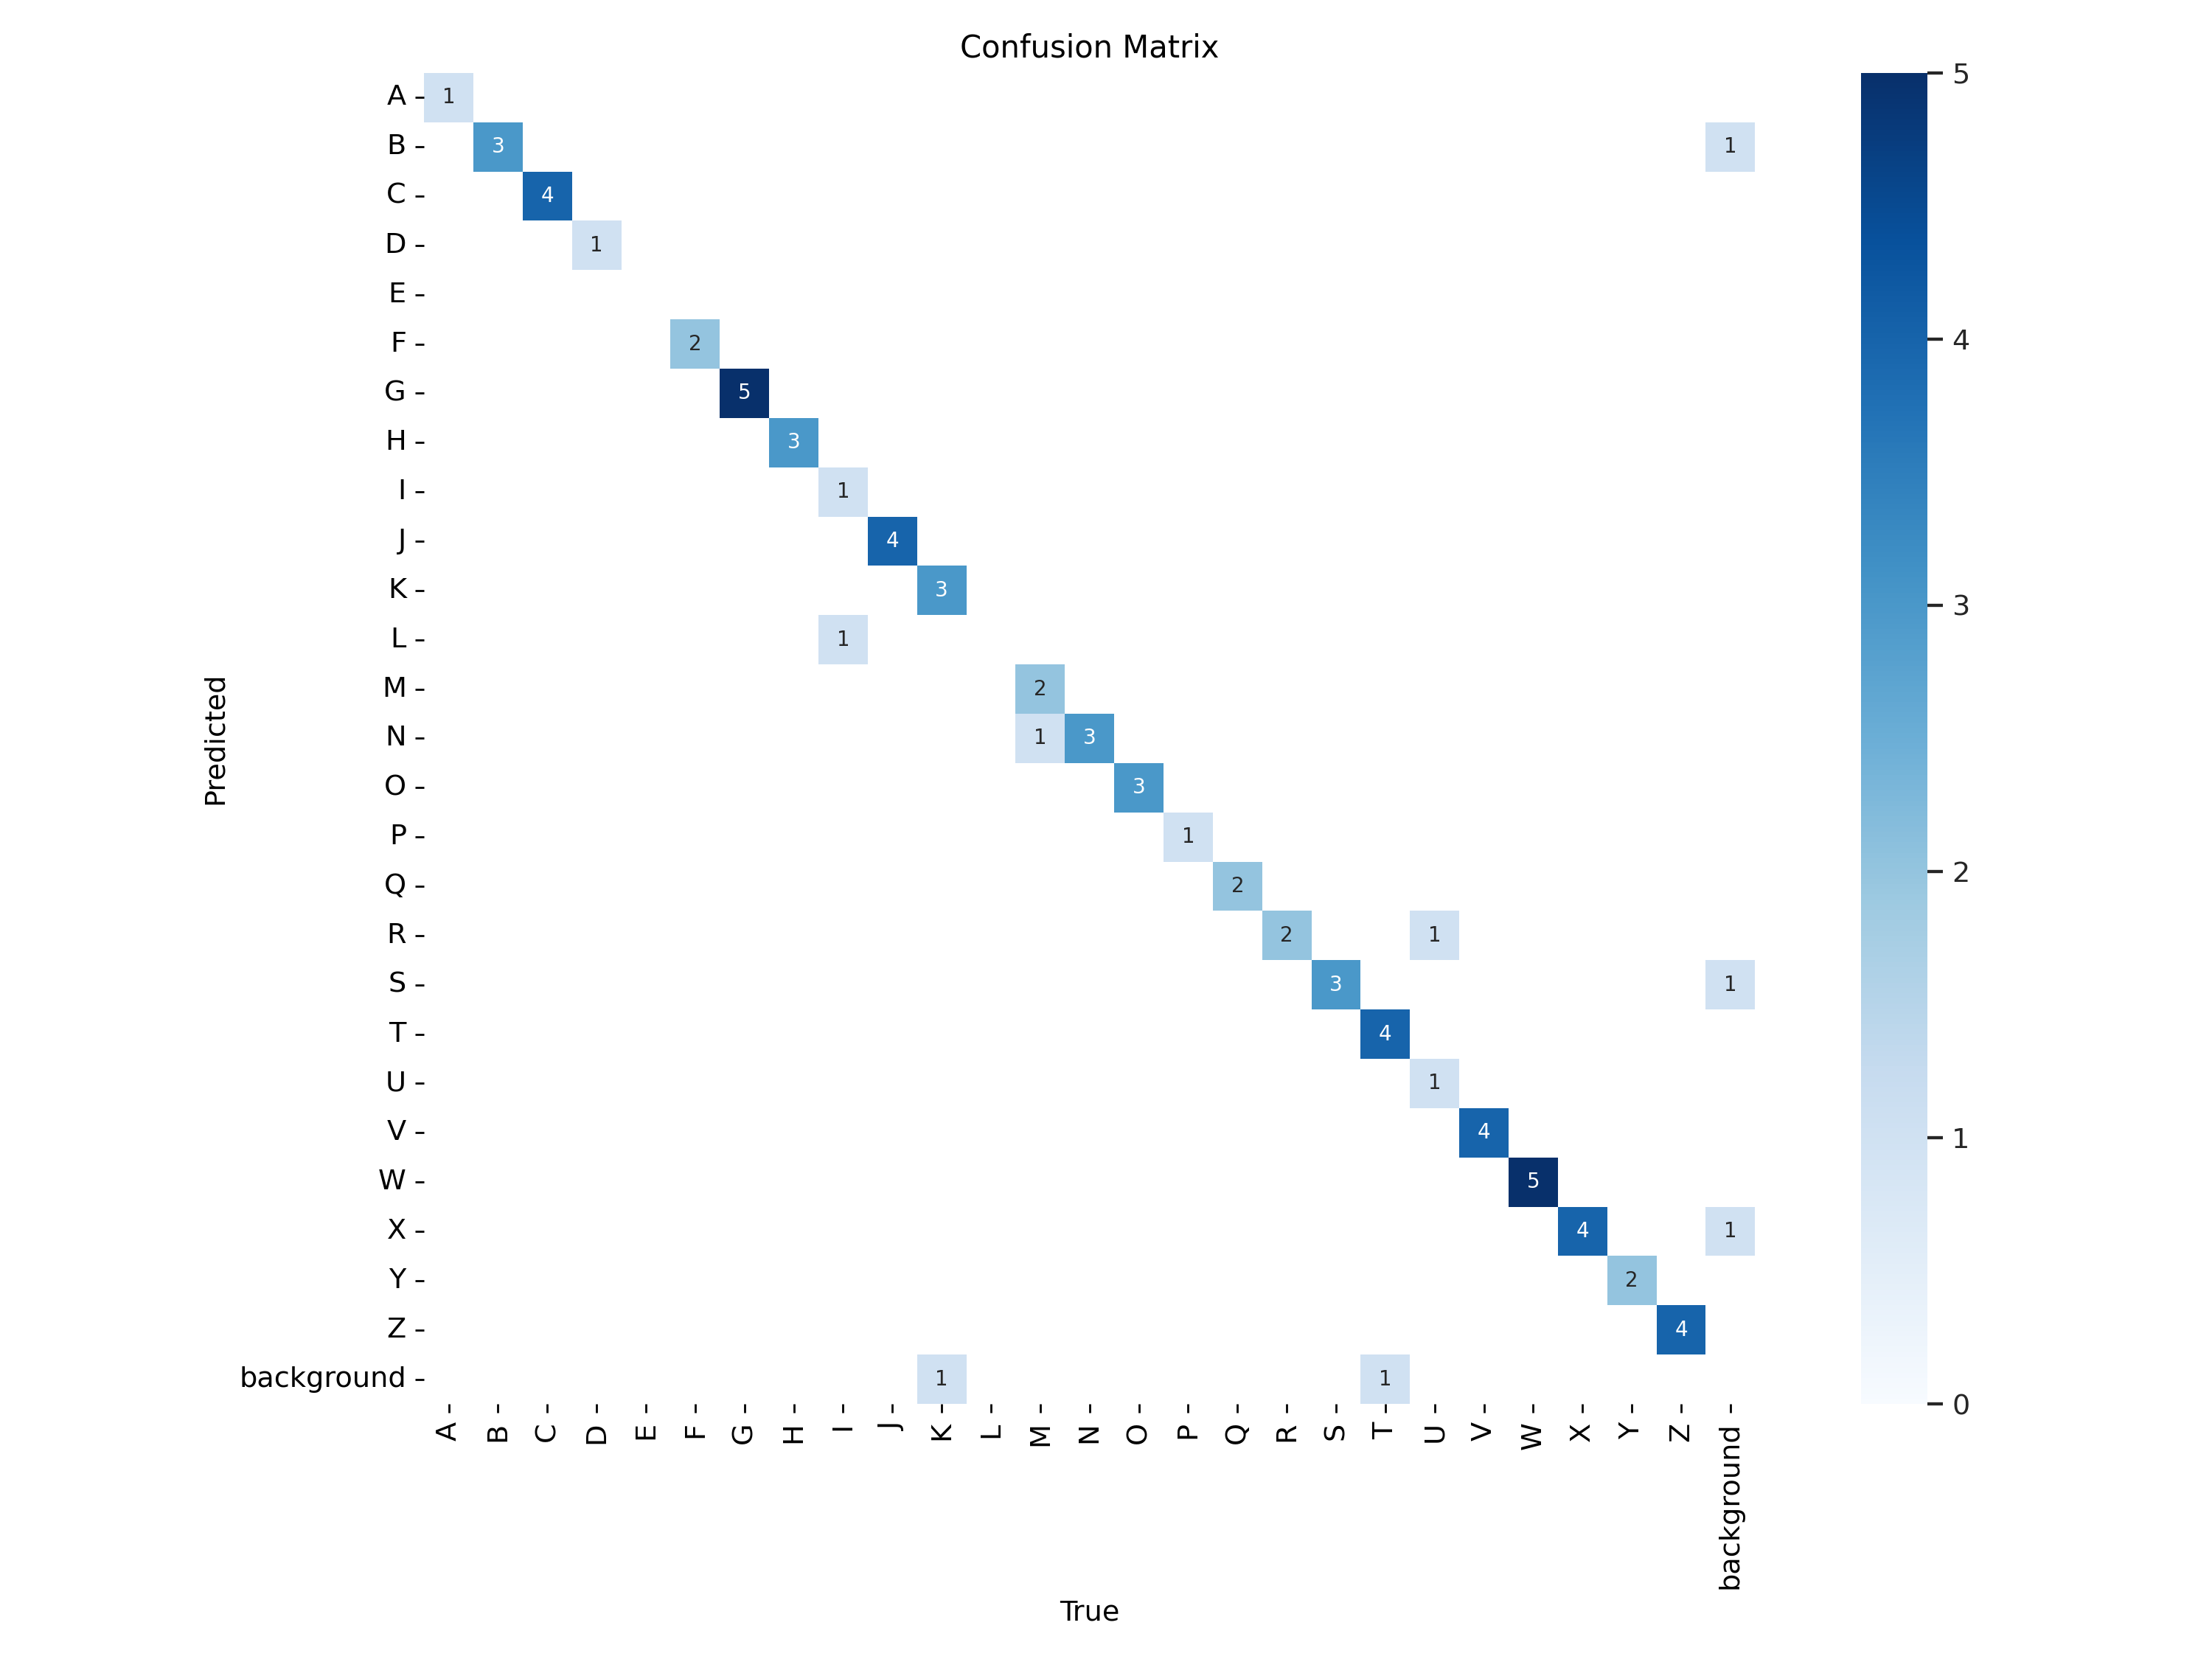 Confusion Matrix
A 1
B 3 1
C 4
D 1
E
F 2
G 5
H 3
I 1
J 4
K 3
L 1
M 2
N 1 3
O 3
P 1
Q 2
R 2 1
S 3 1
T 4
U 1
V 4
W 5
X 4 1
Y 2
Z 4
background 1 1
A B C D E F G H I J K L M N O P Q R S T U V W X Y Z background
Predicted
True
5
4
3
2
1
0